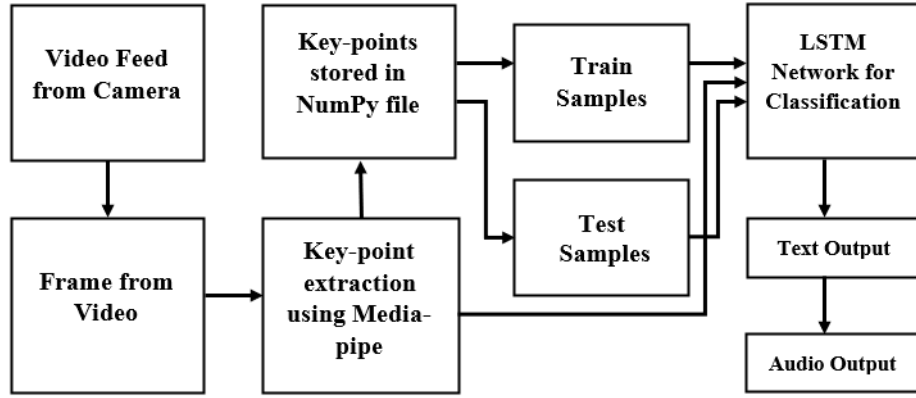 Video Feed
from Camera
Frame from
Video
Key-points
stored in
NumPy file
Key-point
extraction
using Media-
pipe
Train
Samples
Test
Samples
LSTM
Network for
Classification
Text Output
Audio Output